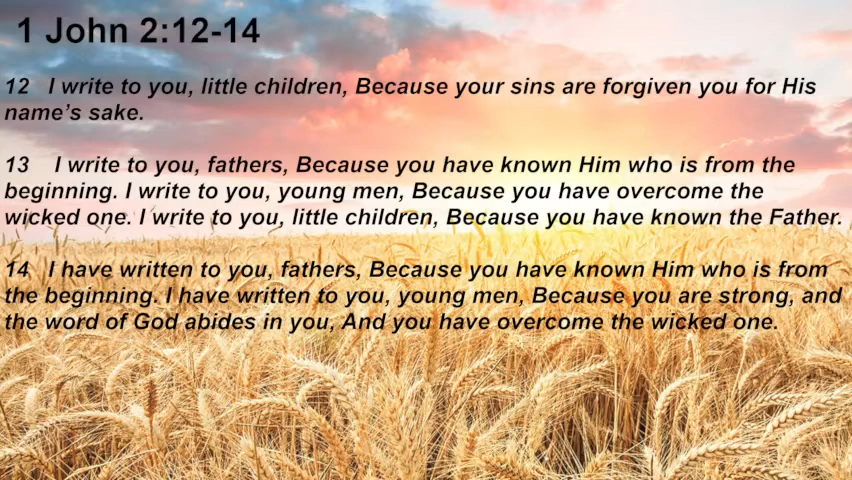 1 John 2:12-14
12 I write to you, little children, Because your sins are forgiven you for His
name’s sake.
13 I write to you, fathers, Because you have known Him who is from the
beginning. I write to you, young men, Because you have overcome the
wicked one. I write to you, little children, Because you have known the Father.
14 I have written to you, fathers, Because you have known Him who is from
the beginning. I have written to you, young men, Because you are strong, and
the word of God abides in you, And you have overcome the wicked one.